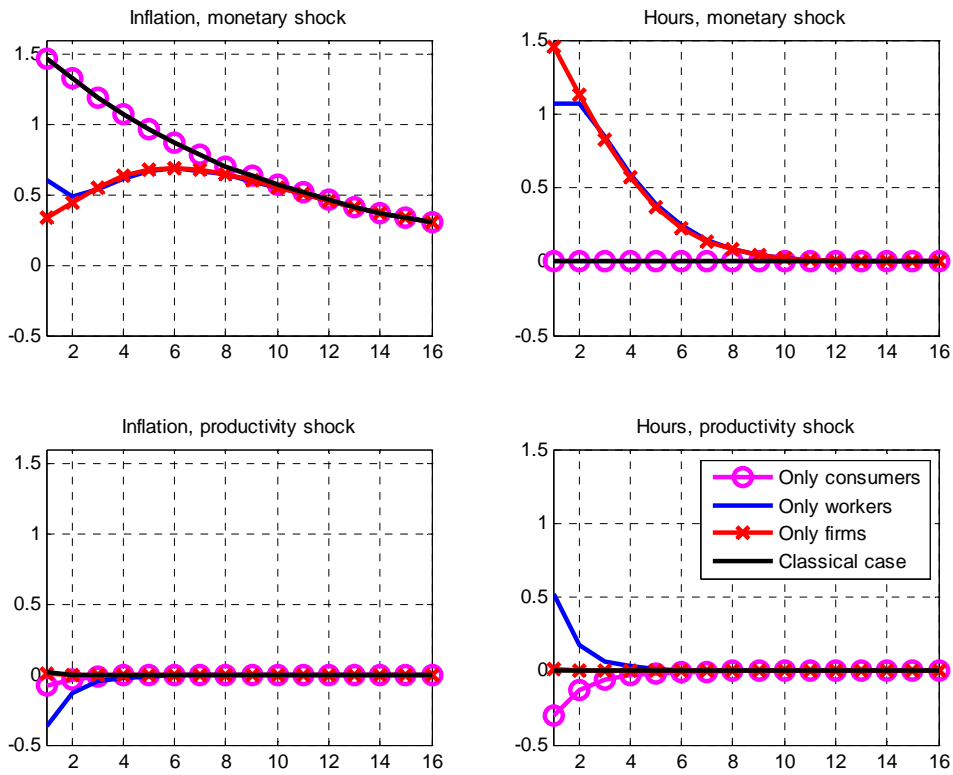 Inflation, monetary shock
1.5
1
0.5
0
-0.5
2 4 6 8 10 12 14 16
Hours, monetary shock
1.5
1
0.5
0
-0.5
2 4 6 8 10 12 14 16
Inflation, productivity shock
1.5
1
0.5
0
-0.5
2 4 6 8 10 12 14 16
Hours, productivity shock
1.5
1
0.5
0
-0.5
2 4 6 8 10 12 14 16
Only consumers
Only workers
Only firms
Classical case